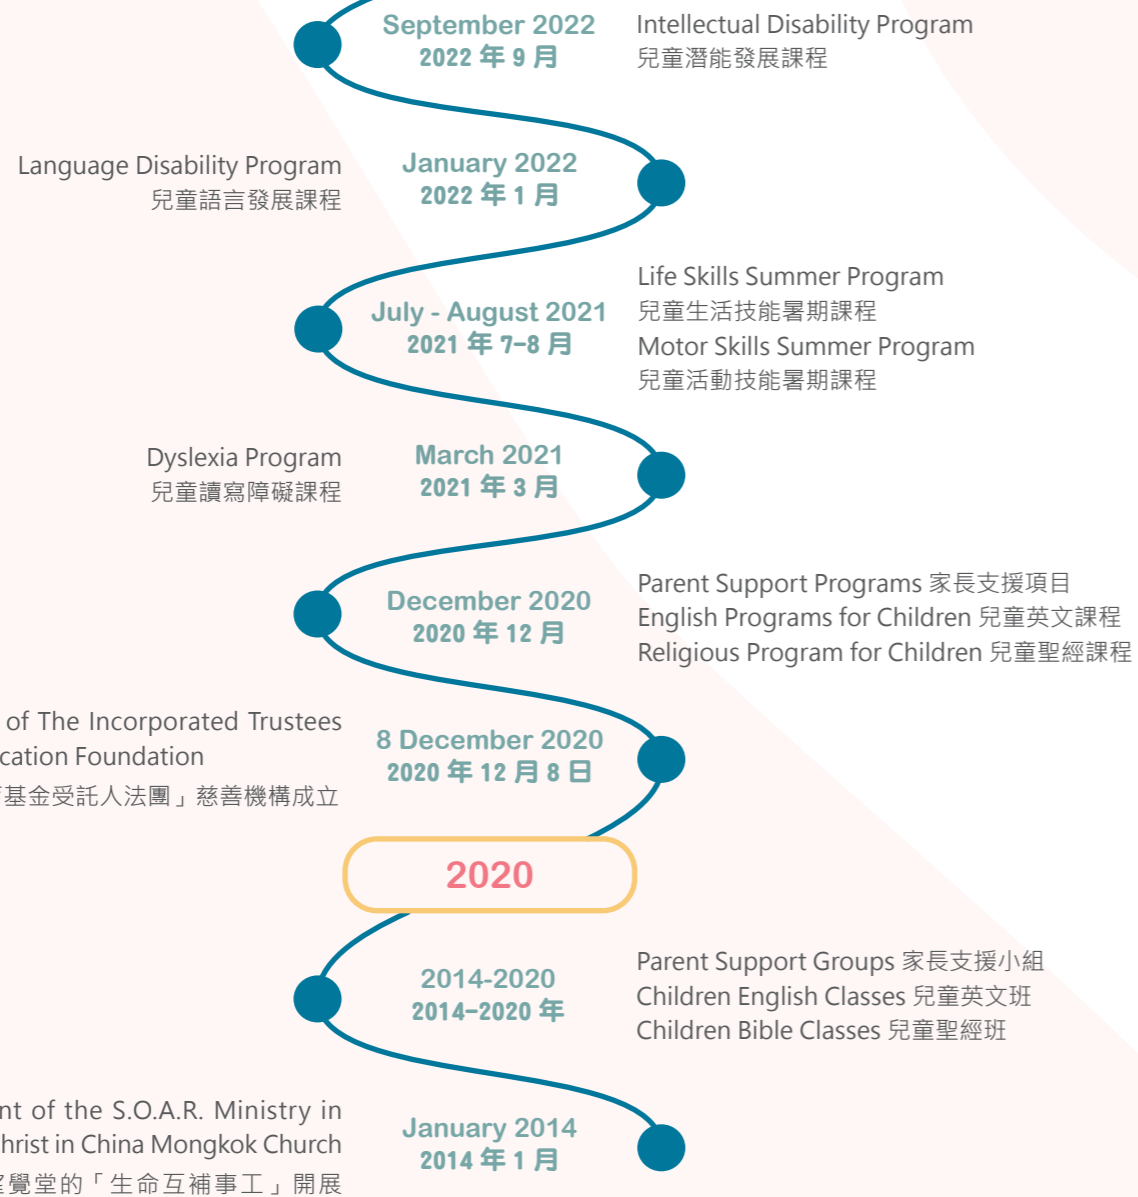 September 2022
2022 年 9 月
Intellectual Disability Program
兒童潛能發展課程
Language Disability Program
兒童語言發展課程
January 2022
2022 年 1 月
July - August 2021
2021 年 7-8 月
Life Skills Summer Program
兒童生活技能暑期課程
Motor Skills Summer Program
兒童活動技能暑期課程
Dyslexia Program
兒童讀寫障礙課程
March 2021
2021 年 3 月
December 2020
2020 年 12 月
Parent Support Programs 家長支援項目
English Programs for Children 兒童英文課程
Religious Program for Children 兒童聖經課程
of The Incorporated Trustees
cation Foundation
基金受託人法團」慈善機構成立
8 December 2020
2020 年 12 月 8 日
2020
2014-2020
2014-2020 年
Parent Support Groups 家長支援小組
Children English Classes 兒童英文班
Children Bible Classes 兒童聖經班
nt of the S.O.A.R. Ministry in
Christ in China Mongkok Church
覺堂的「生命互補事工」開展
January 2014
2014 年 1 月